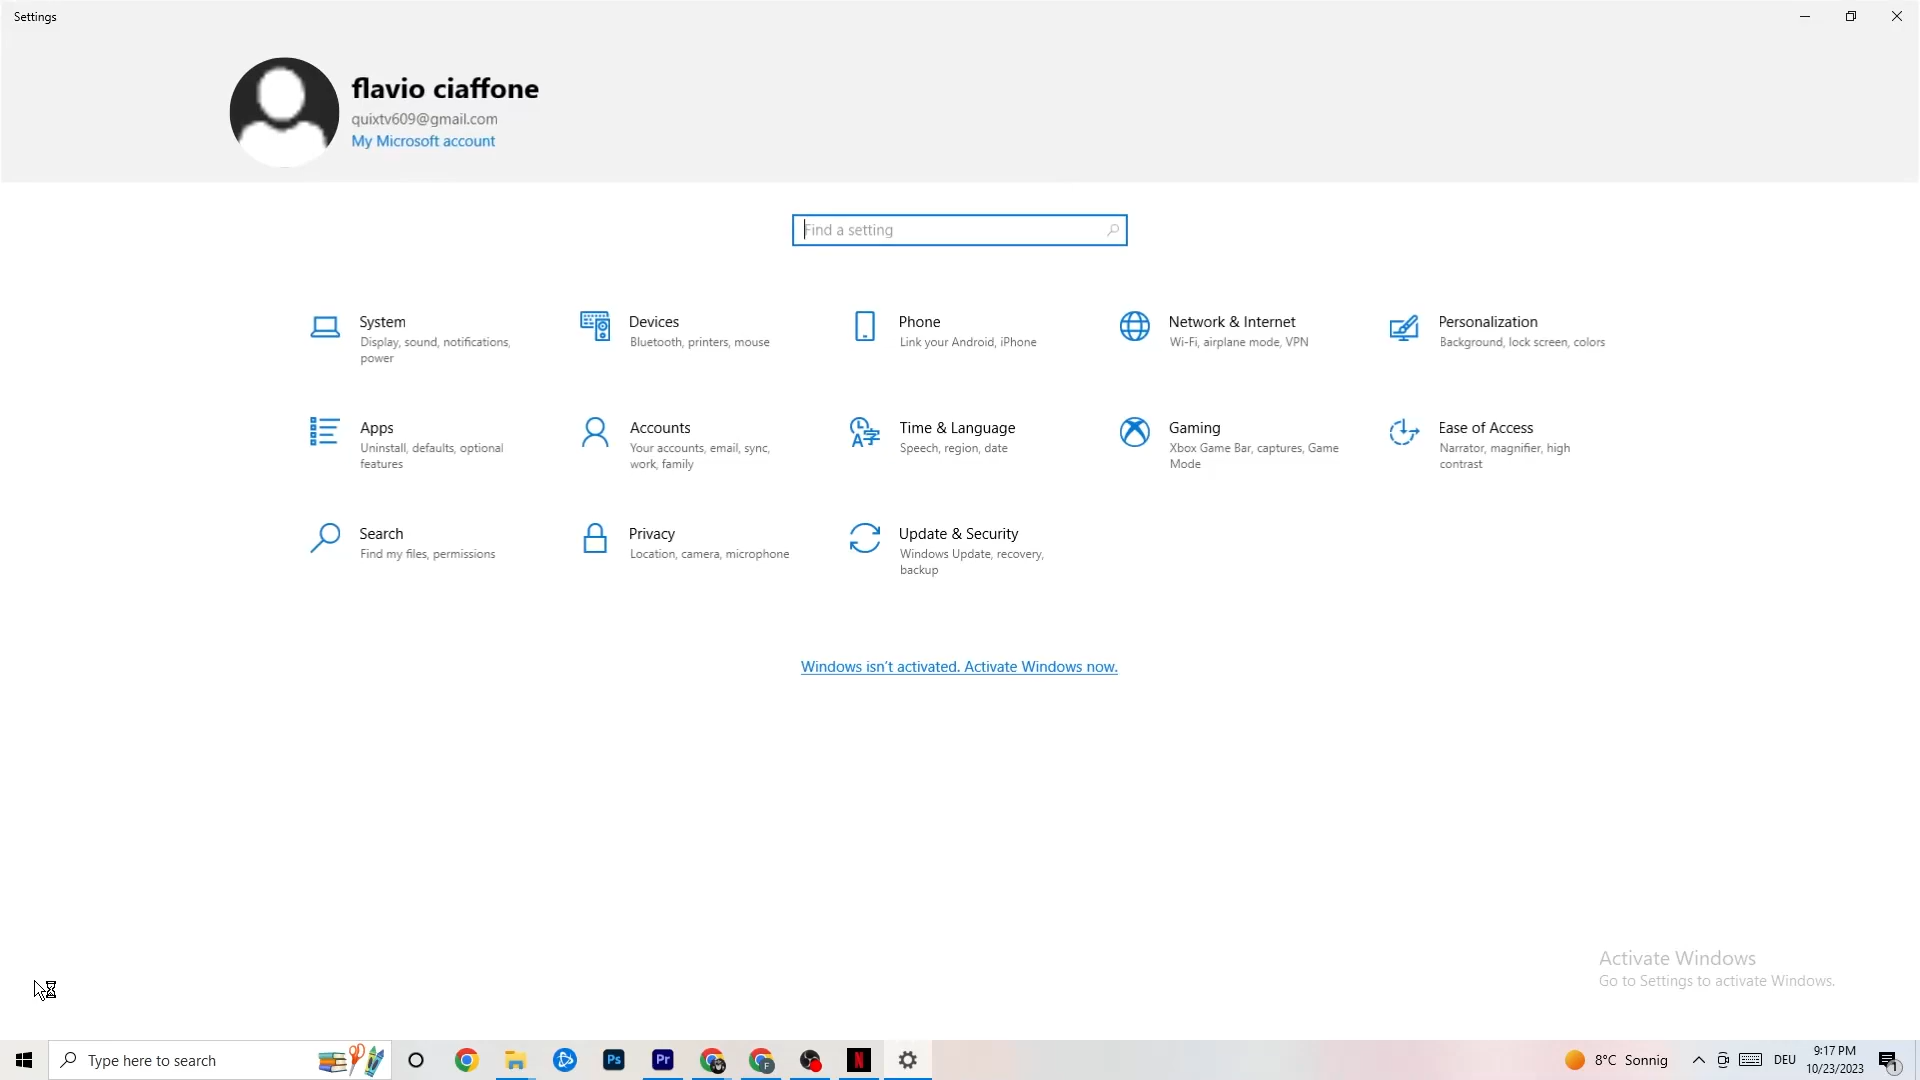 Settings
flavio ciaffone
quixtv609@gmail.com
My Microsoft account
Find a setting
System
Display, sound, notifications,
power
Devices
Bluetooth, printers, mouse
Phone
Link your Android, iPhone
Network & Internet
Wi-Fi, airplane mode, VPN
Personalization
Background, lock screen, colors
Apps
Uninstall, defaults, optional
features
Accounts
Your accounts, email, sync,
work, family
Time & Language
Speech, region, date
Gaming
Xbox Game Bar, captures, Game
Mode
Ease of Access
Narrator, magnifier, high
contrast
Search
Find my files, permissions
Privacy
Location, camera, microphone
Update & Security
Windows Update, recovery,
backup
Windows isn't activated. Activate Windows now.
Activate Windows
Go to Settings to activate Windows.
Type here to search
Ps
Pr
F
N
8°C Sonnig
DEU
9:17 PM
10/23/2023
1